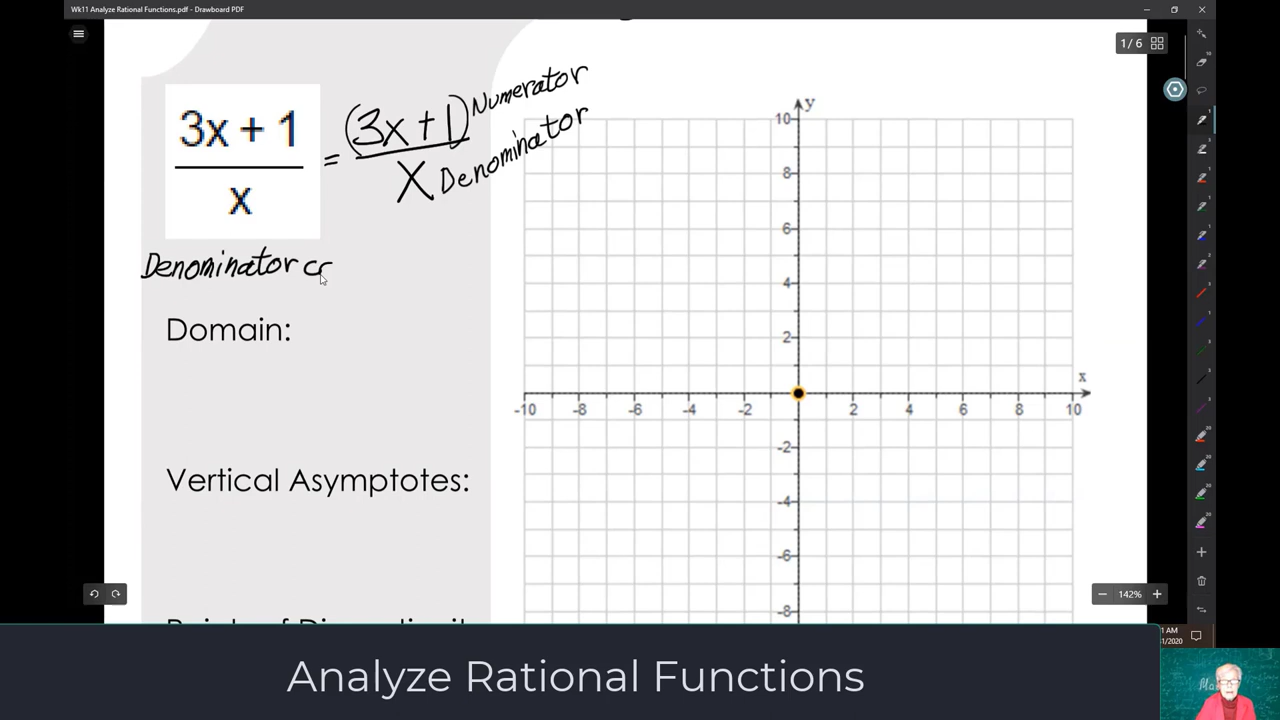 Wk11 Analyze Rational Functions.pdf - Drawboard PDF
1 / 6
3x + 1
x
= (3x + 1) Numerator
X Denominator
Denominator ca
Domain:
Vertical Asymptotes:
y
10
8
6
4
2
x
-10 -8 -6 -4 -2 2 4 6 8 10
-2
-4
-6
-8
142%
Analyze Rational Functions